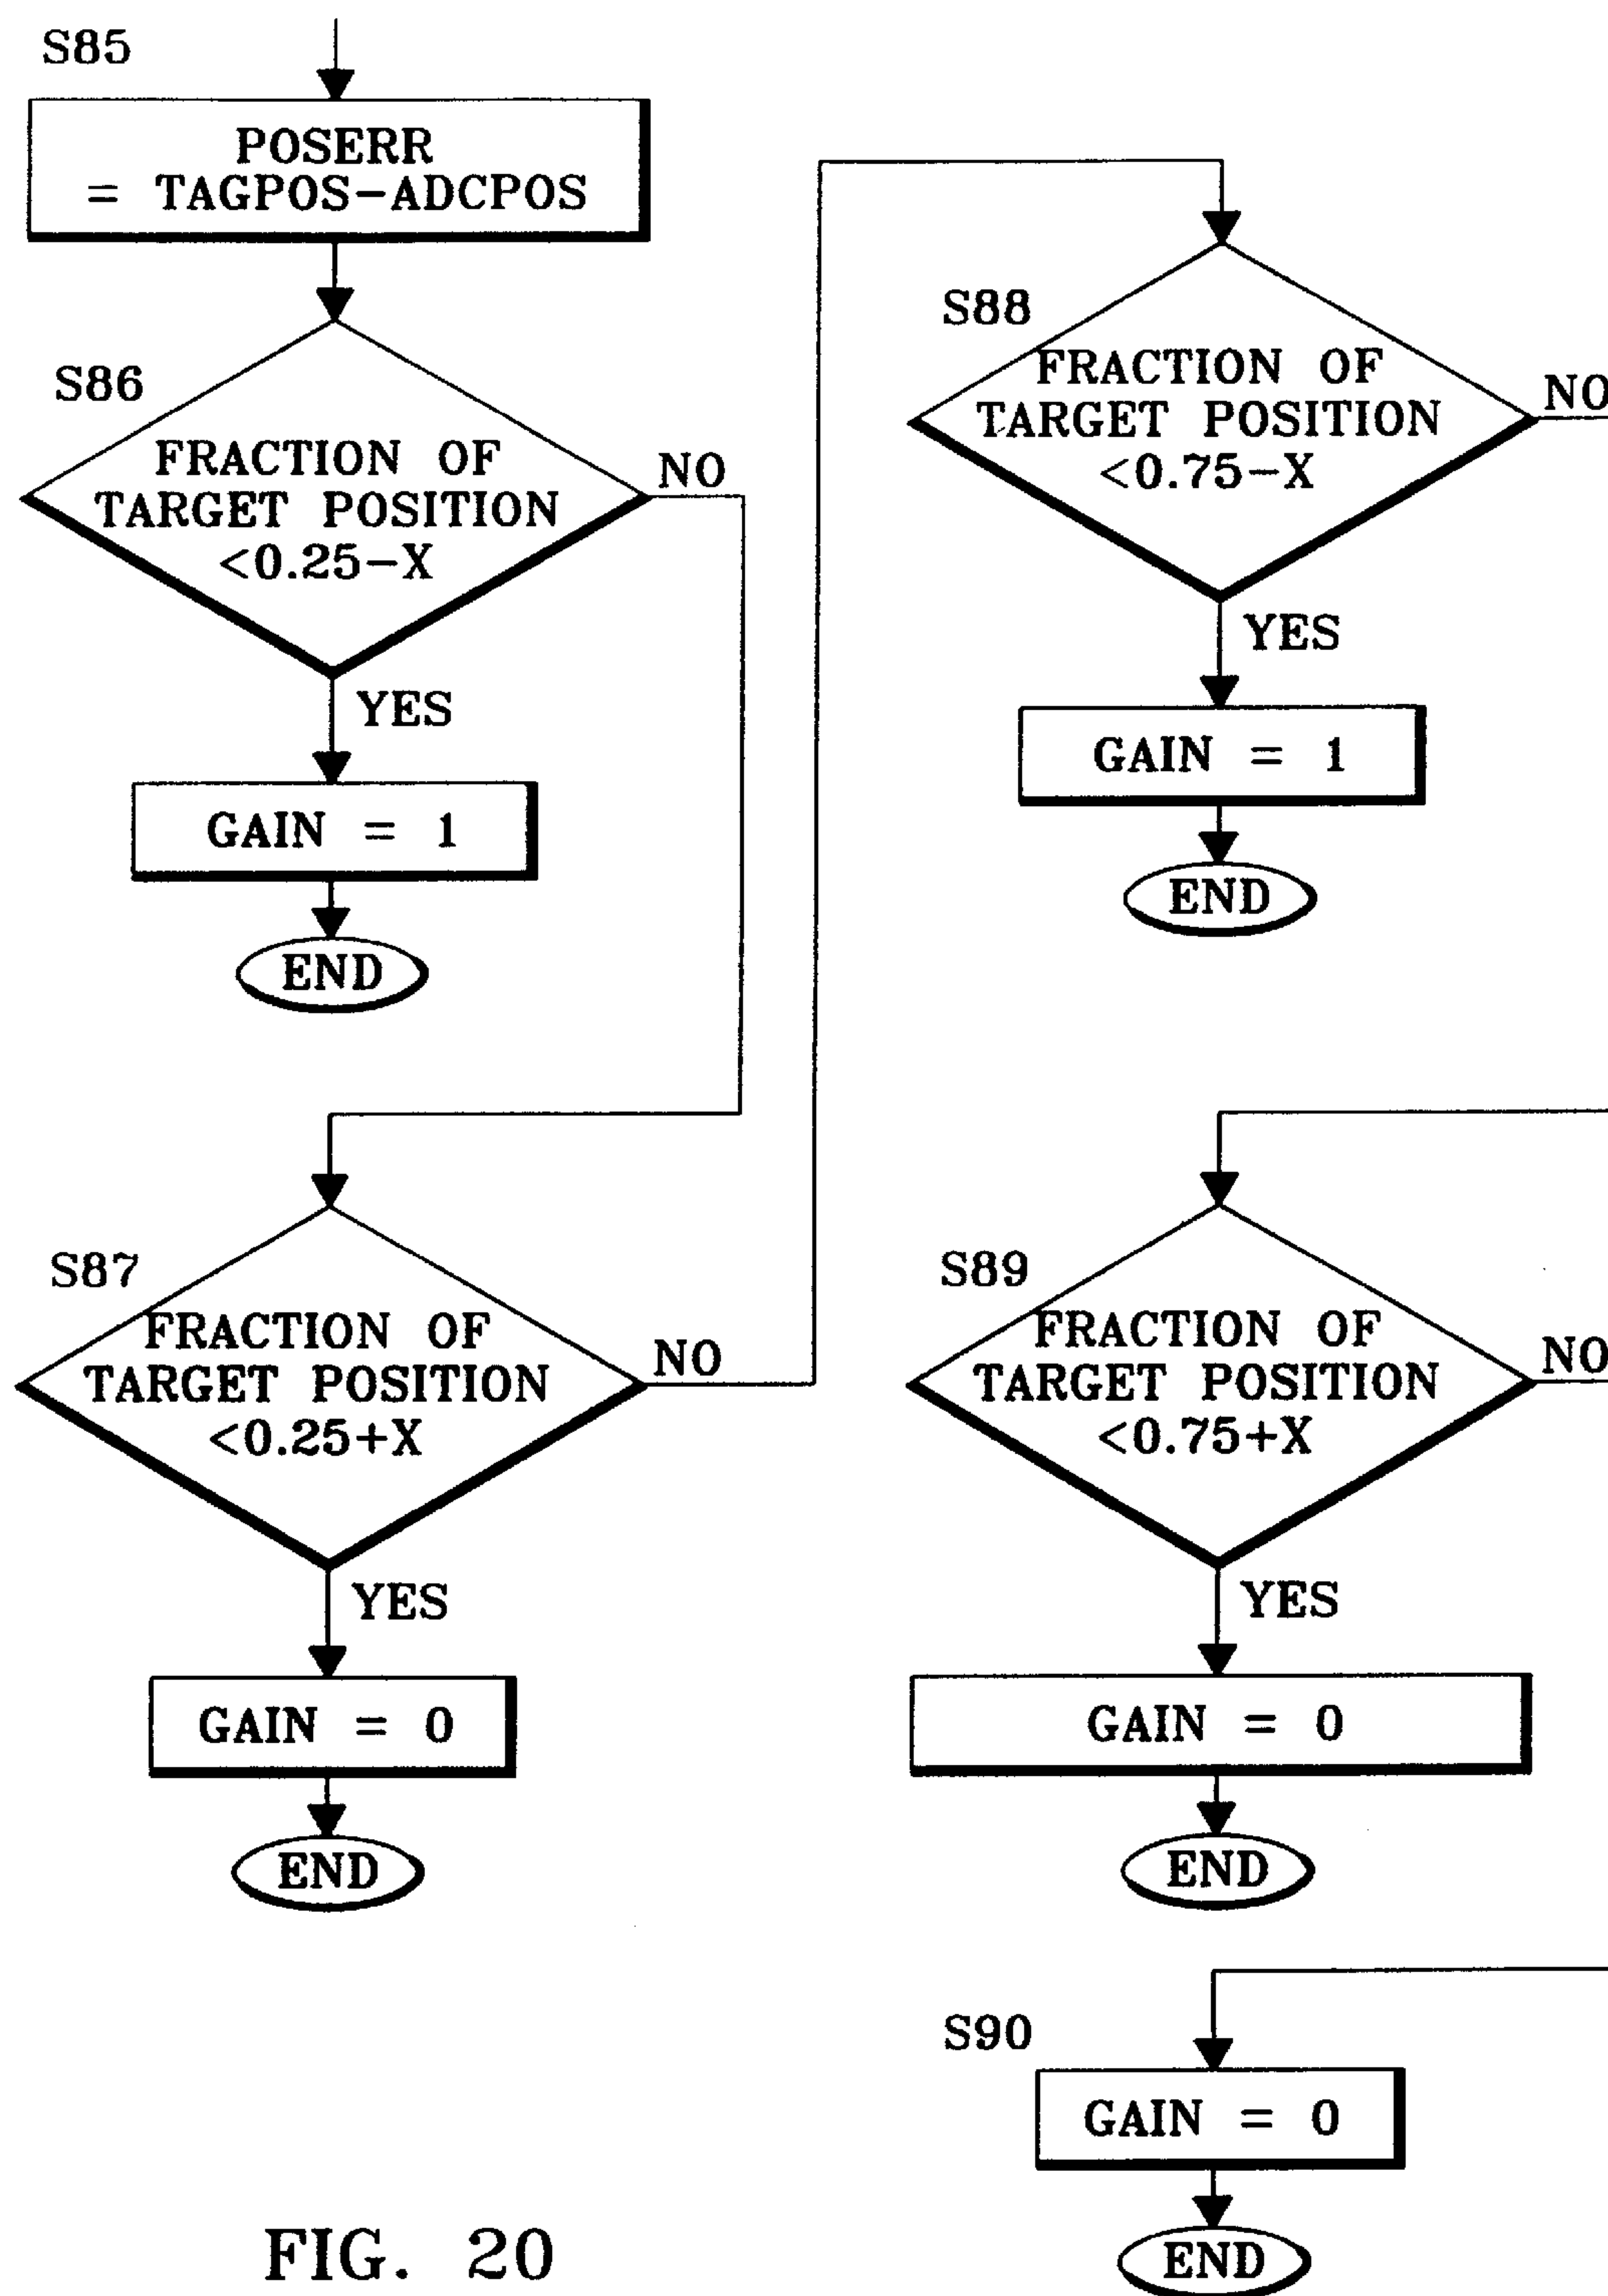 S85
POSERR
= TAGPOS-ADCPOS
S86
FRACTION OF
TARGET POSITION
<0.25-X
NO
YES
GAIN = 1
END
S87
FRACTION OF
TARGET POSITION
<0.25+X
NO
YES
GAIN = 0
END
S88
FRACTION OF
TARGET POSITION
<0.75-X
NO
YES
GAIN = 1
END
S89
FRACTION OF
TARGET POSITION
<0.75+X
NO
YES
GAIN = 0
END
S90
GAIN = 0
END
FIG. 20